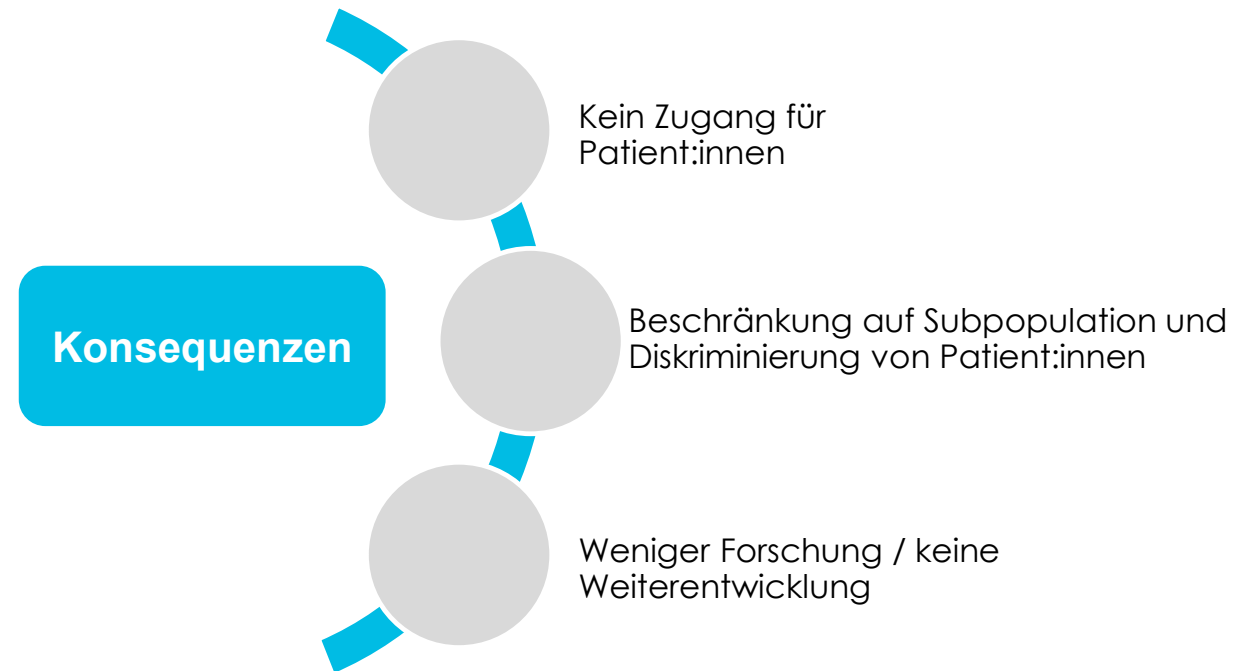 Kein Zugang für
Patient:innen
Konsequenzen
Beschränkung auf Subpopulation und
Diskriminierung von Patient:innen
Weniger Forschung / keine
Weiterentwicklung